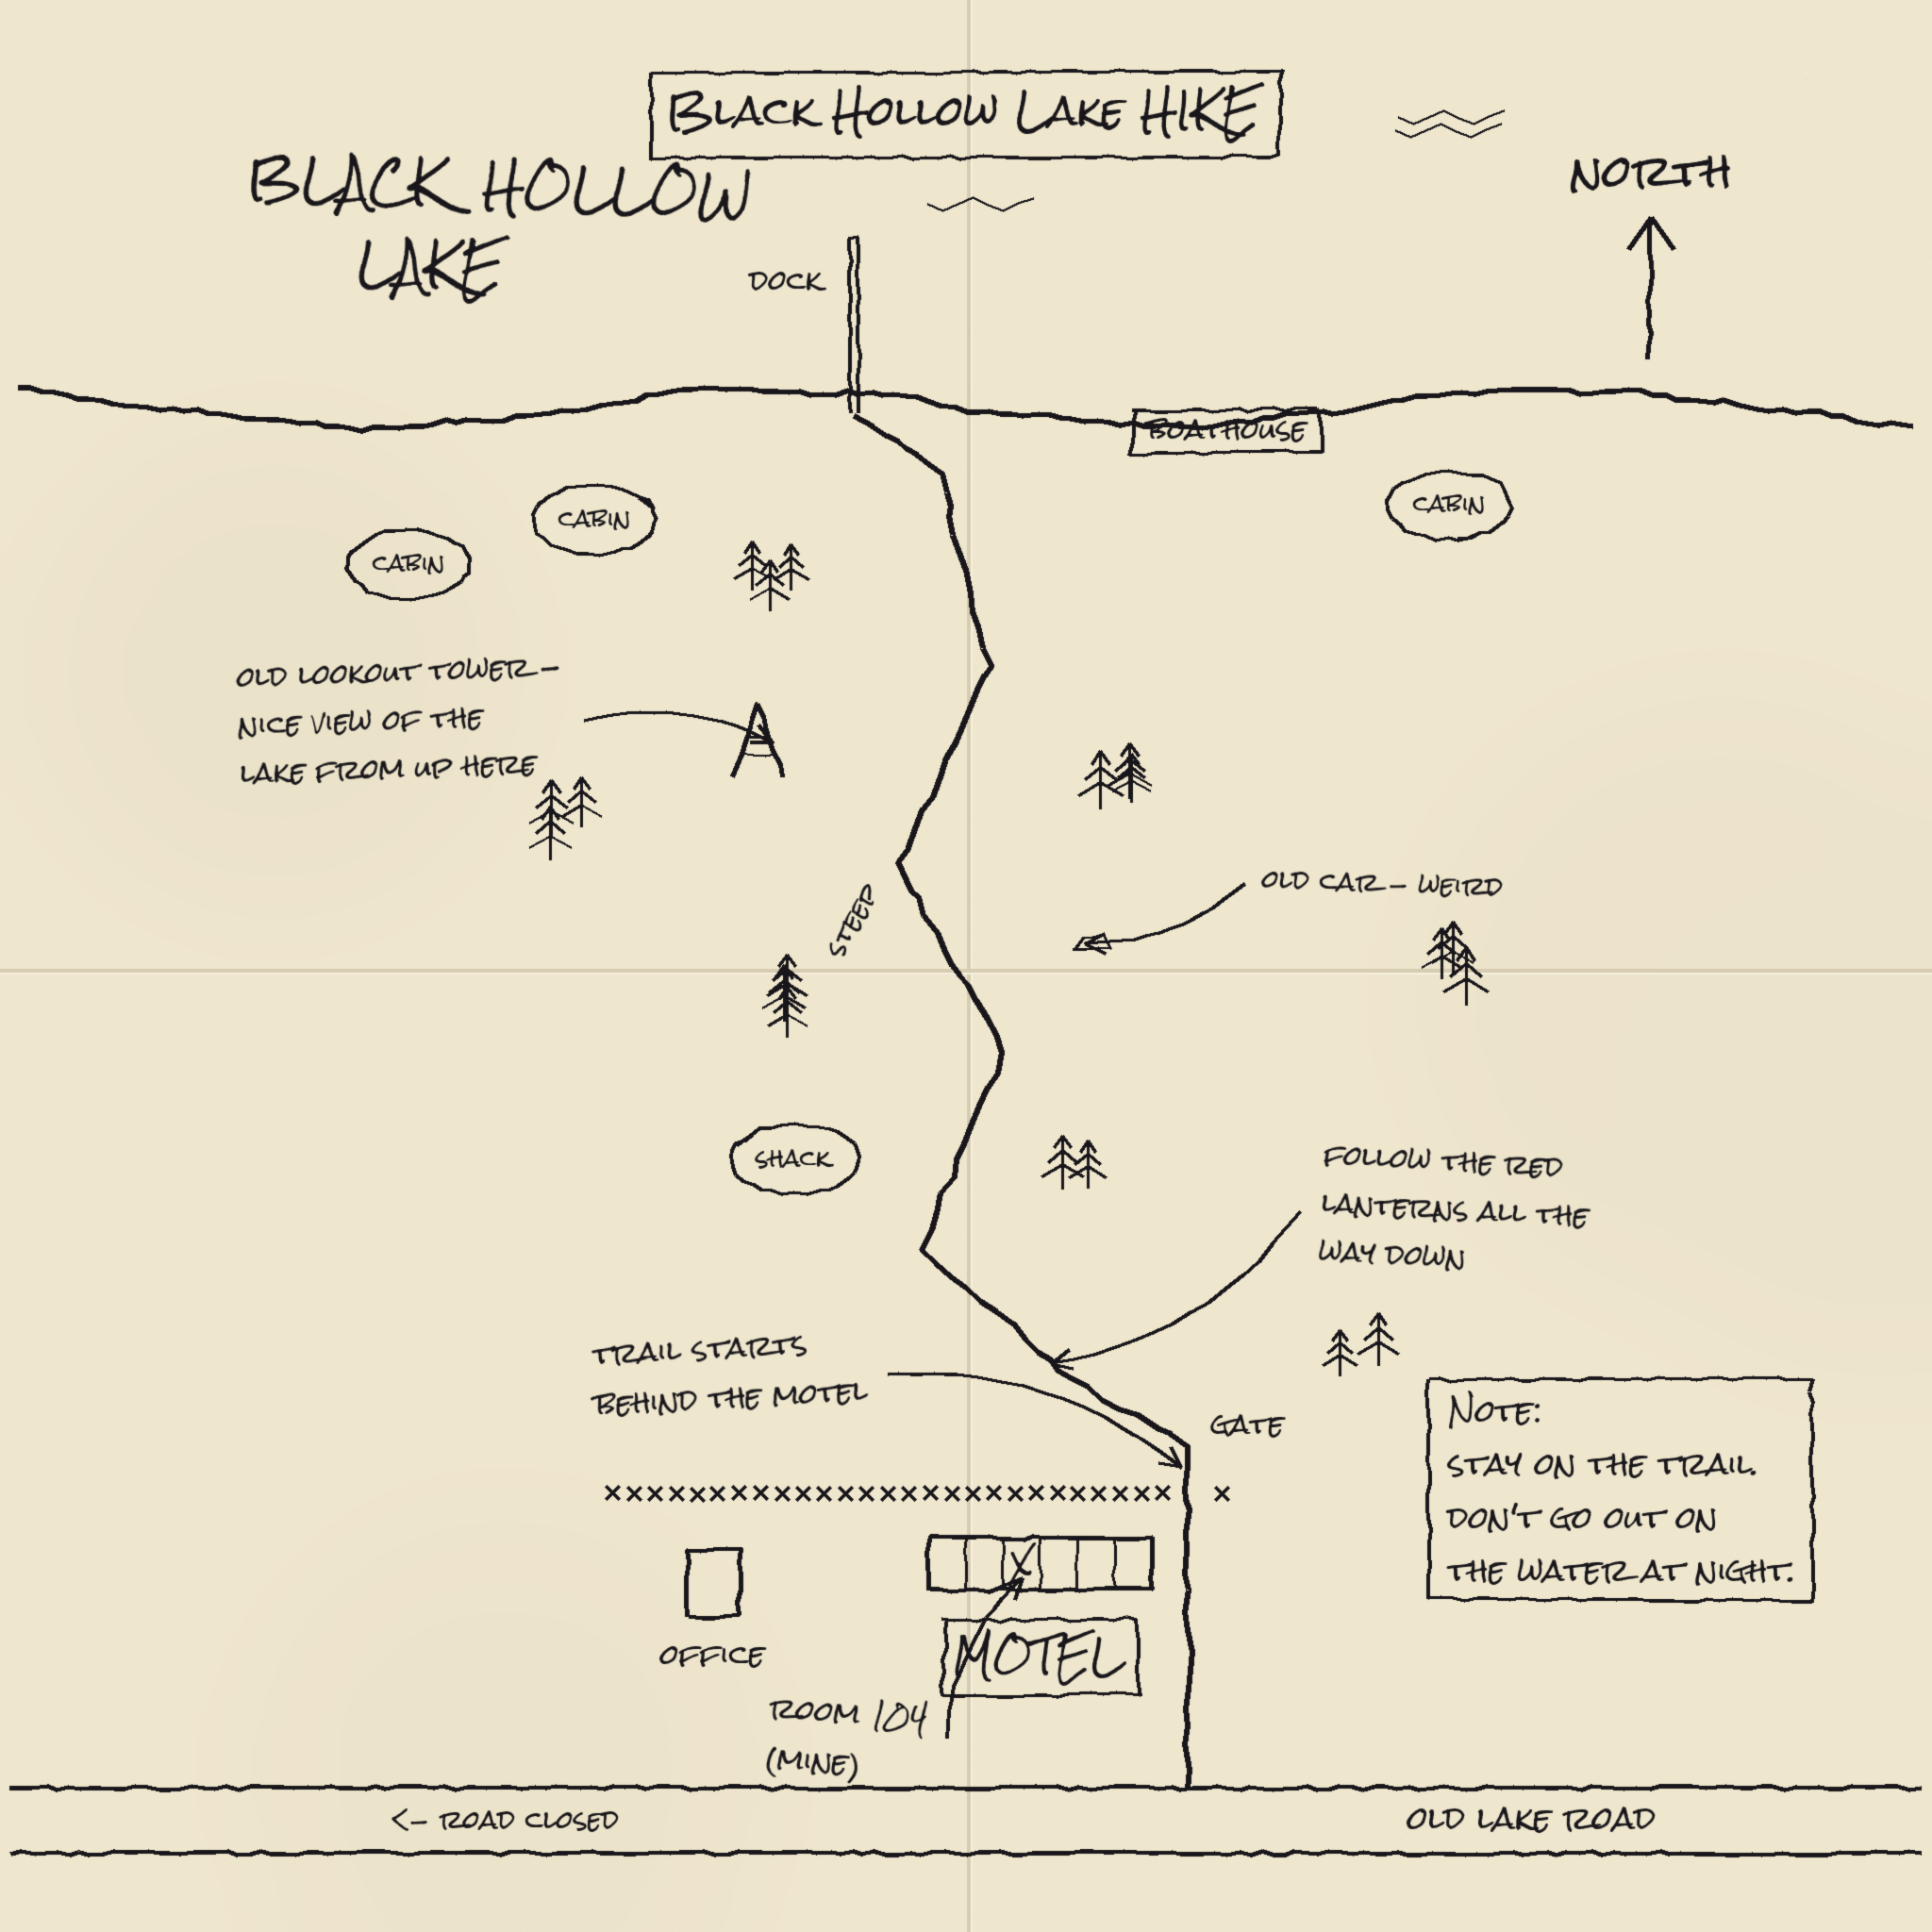 BLACK HOLLOW LAKE HIKE
BLACK HOLLOW
LAKE
NORTH
DOCK
BOATHOUSE
CABIN
CABIN
CABIN
OLD LOOKOUT TOWER—
NICE VIEW OF THE
LAKE FROM UP HERE
OLD CAR — WEIRD
STEEP
SHACK
FOLLOW THE RED
LANTERNS ALL THE
WAY DOWN
TRAIL STARTS
BEHIND THE MOTEL
GATE
NOTE:
STAY ON THE TRAIL.
DON'T GO OUT ON
THE WATER AT NIGHT.
X
OFFICE
MOTEL
ROOM 104
(MINE)
<— ROAD CLOSED
OLD LAKE ROAD